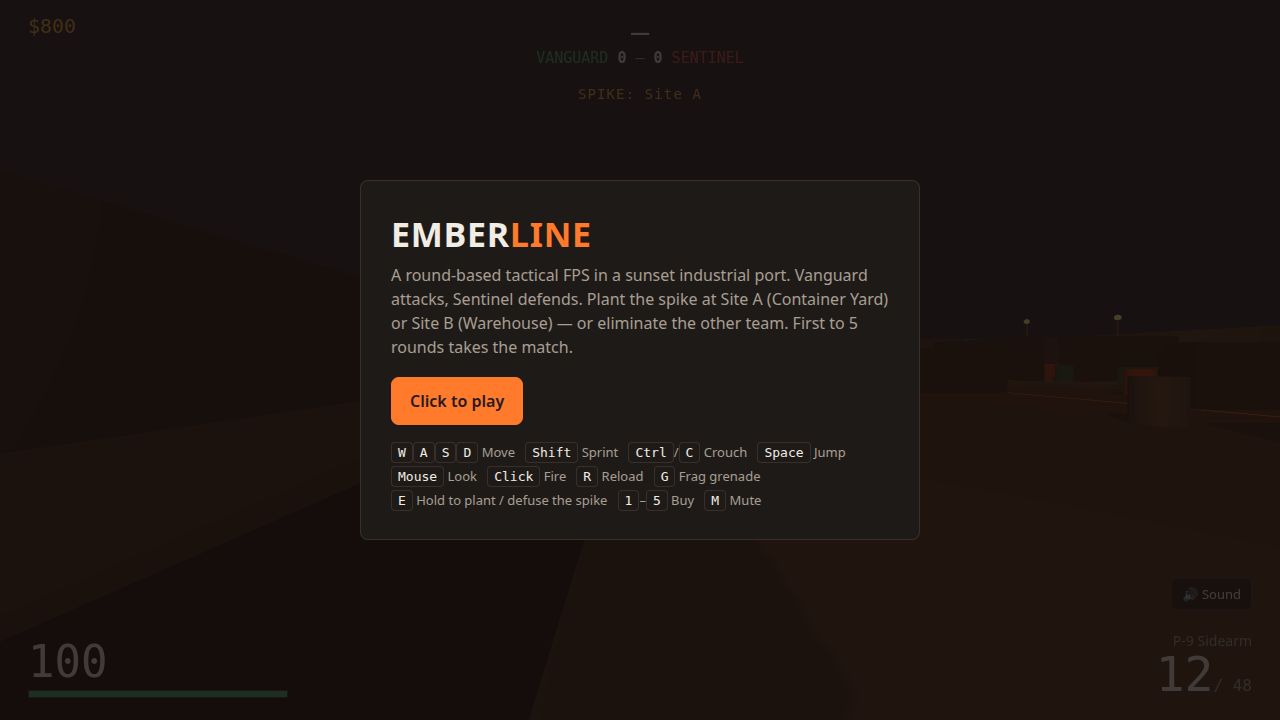 $800
—
VANGUARD 0 – 0 SENTINEL
SPIKE: Site A
EMBERLINE
A round-based tactical FPS in a sunset industrial port. Vanguard
attacks, Sentinel defends. Plant the spike at Site A (Container Yard)
or Site B (Warehouse) — or eliminate the other team. First to 5
rounds takes the match.
Click to play
W A S D Move Shift Sprint Ctrl/C Crouch Space Jump
Mouse Look Click Fire R Reload G Frag grenade
E Hold to plant / defuse the spike 1–5 Buy M Mute
🔊 Sound
P-9 Sidearm
100
12 / 48